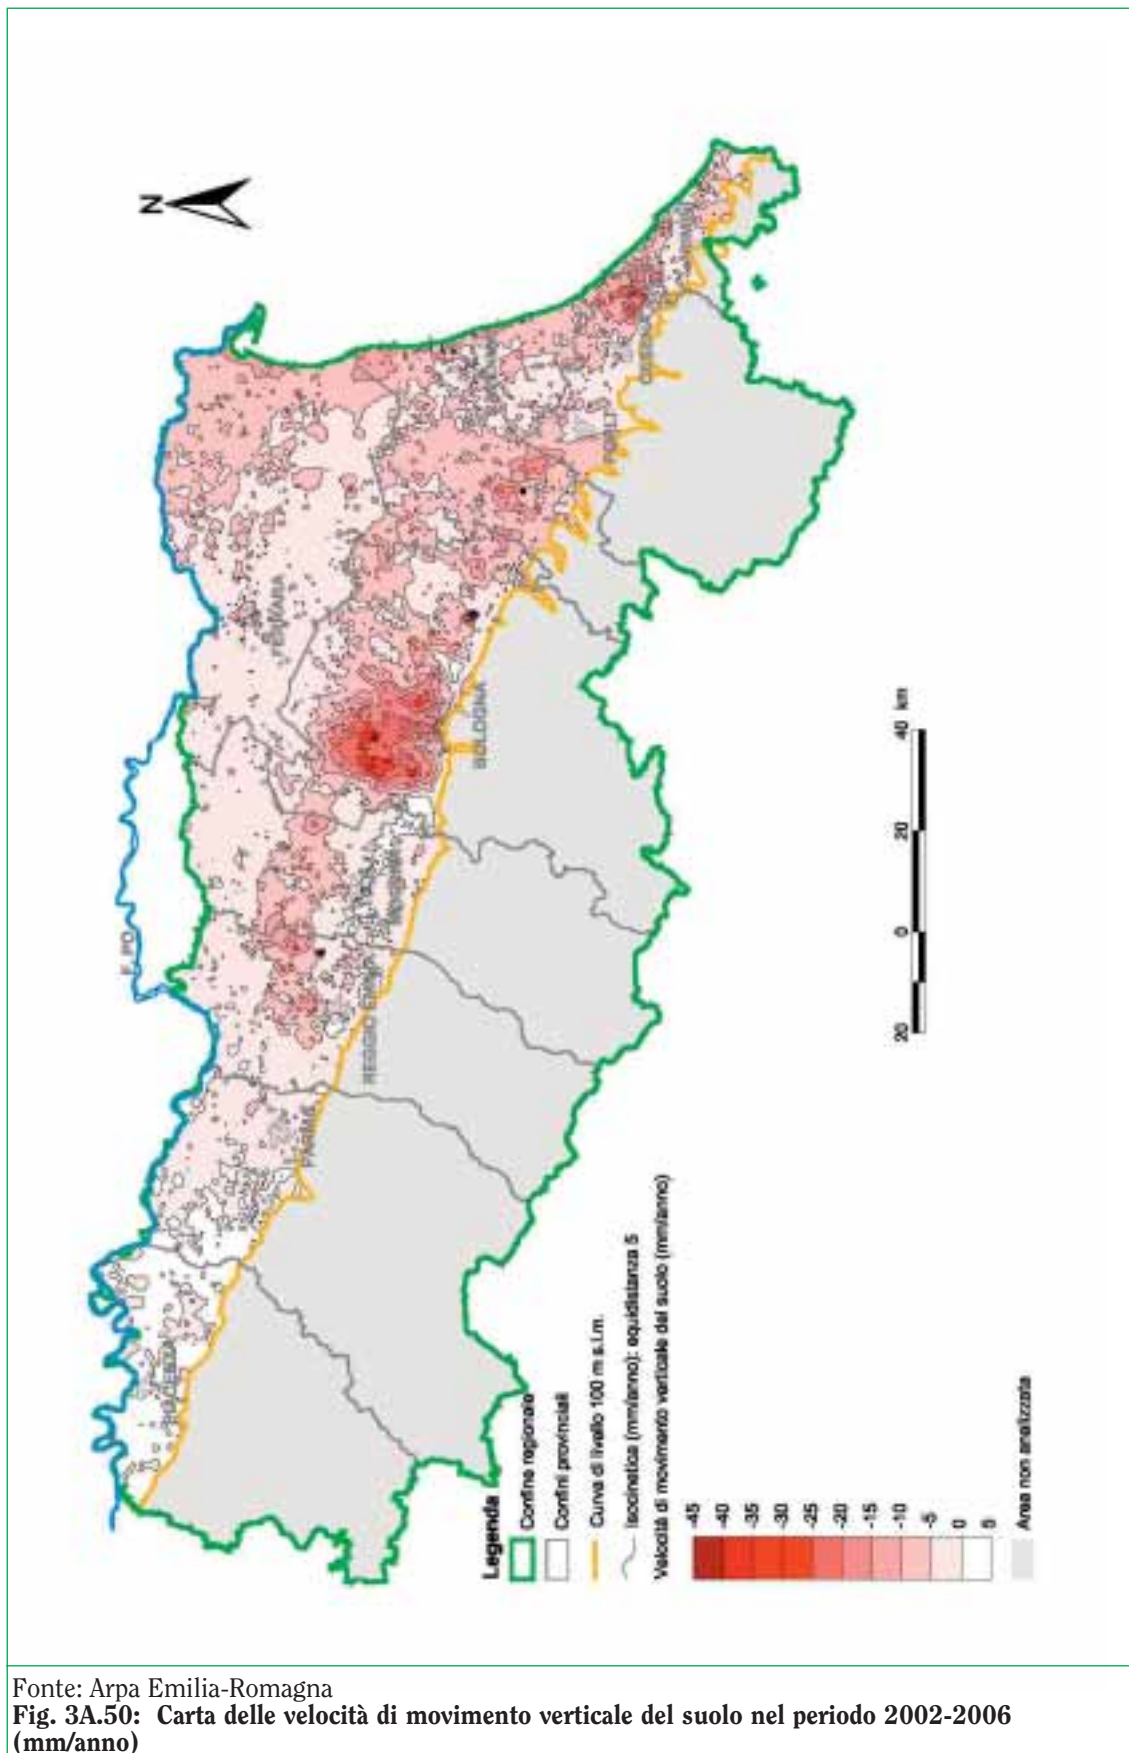 N
F. PO
PIACENZA
PARMA
REGGIO EMILIA
MODENA
BOLOGNA
FERRARA
FORLI
Legenda
Confine regionale
Confini provinciali
Curva di livello 100 m s.l.m.
Isocinetica (mm/anno): equidistanza 5
Velocità di movimento verticale del suolo (mm/anno)
-45
-40
-35
-30
-25
-20
-15
-10
-5
0
5
Area non analizzata
20 0 20 40 km
Fonte: Arpa Emilia-Romagna
Fig. 3A.50: Carta delle velocità di movimento verticale del suolo nel periodo 2002-2006
(mm/anno)